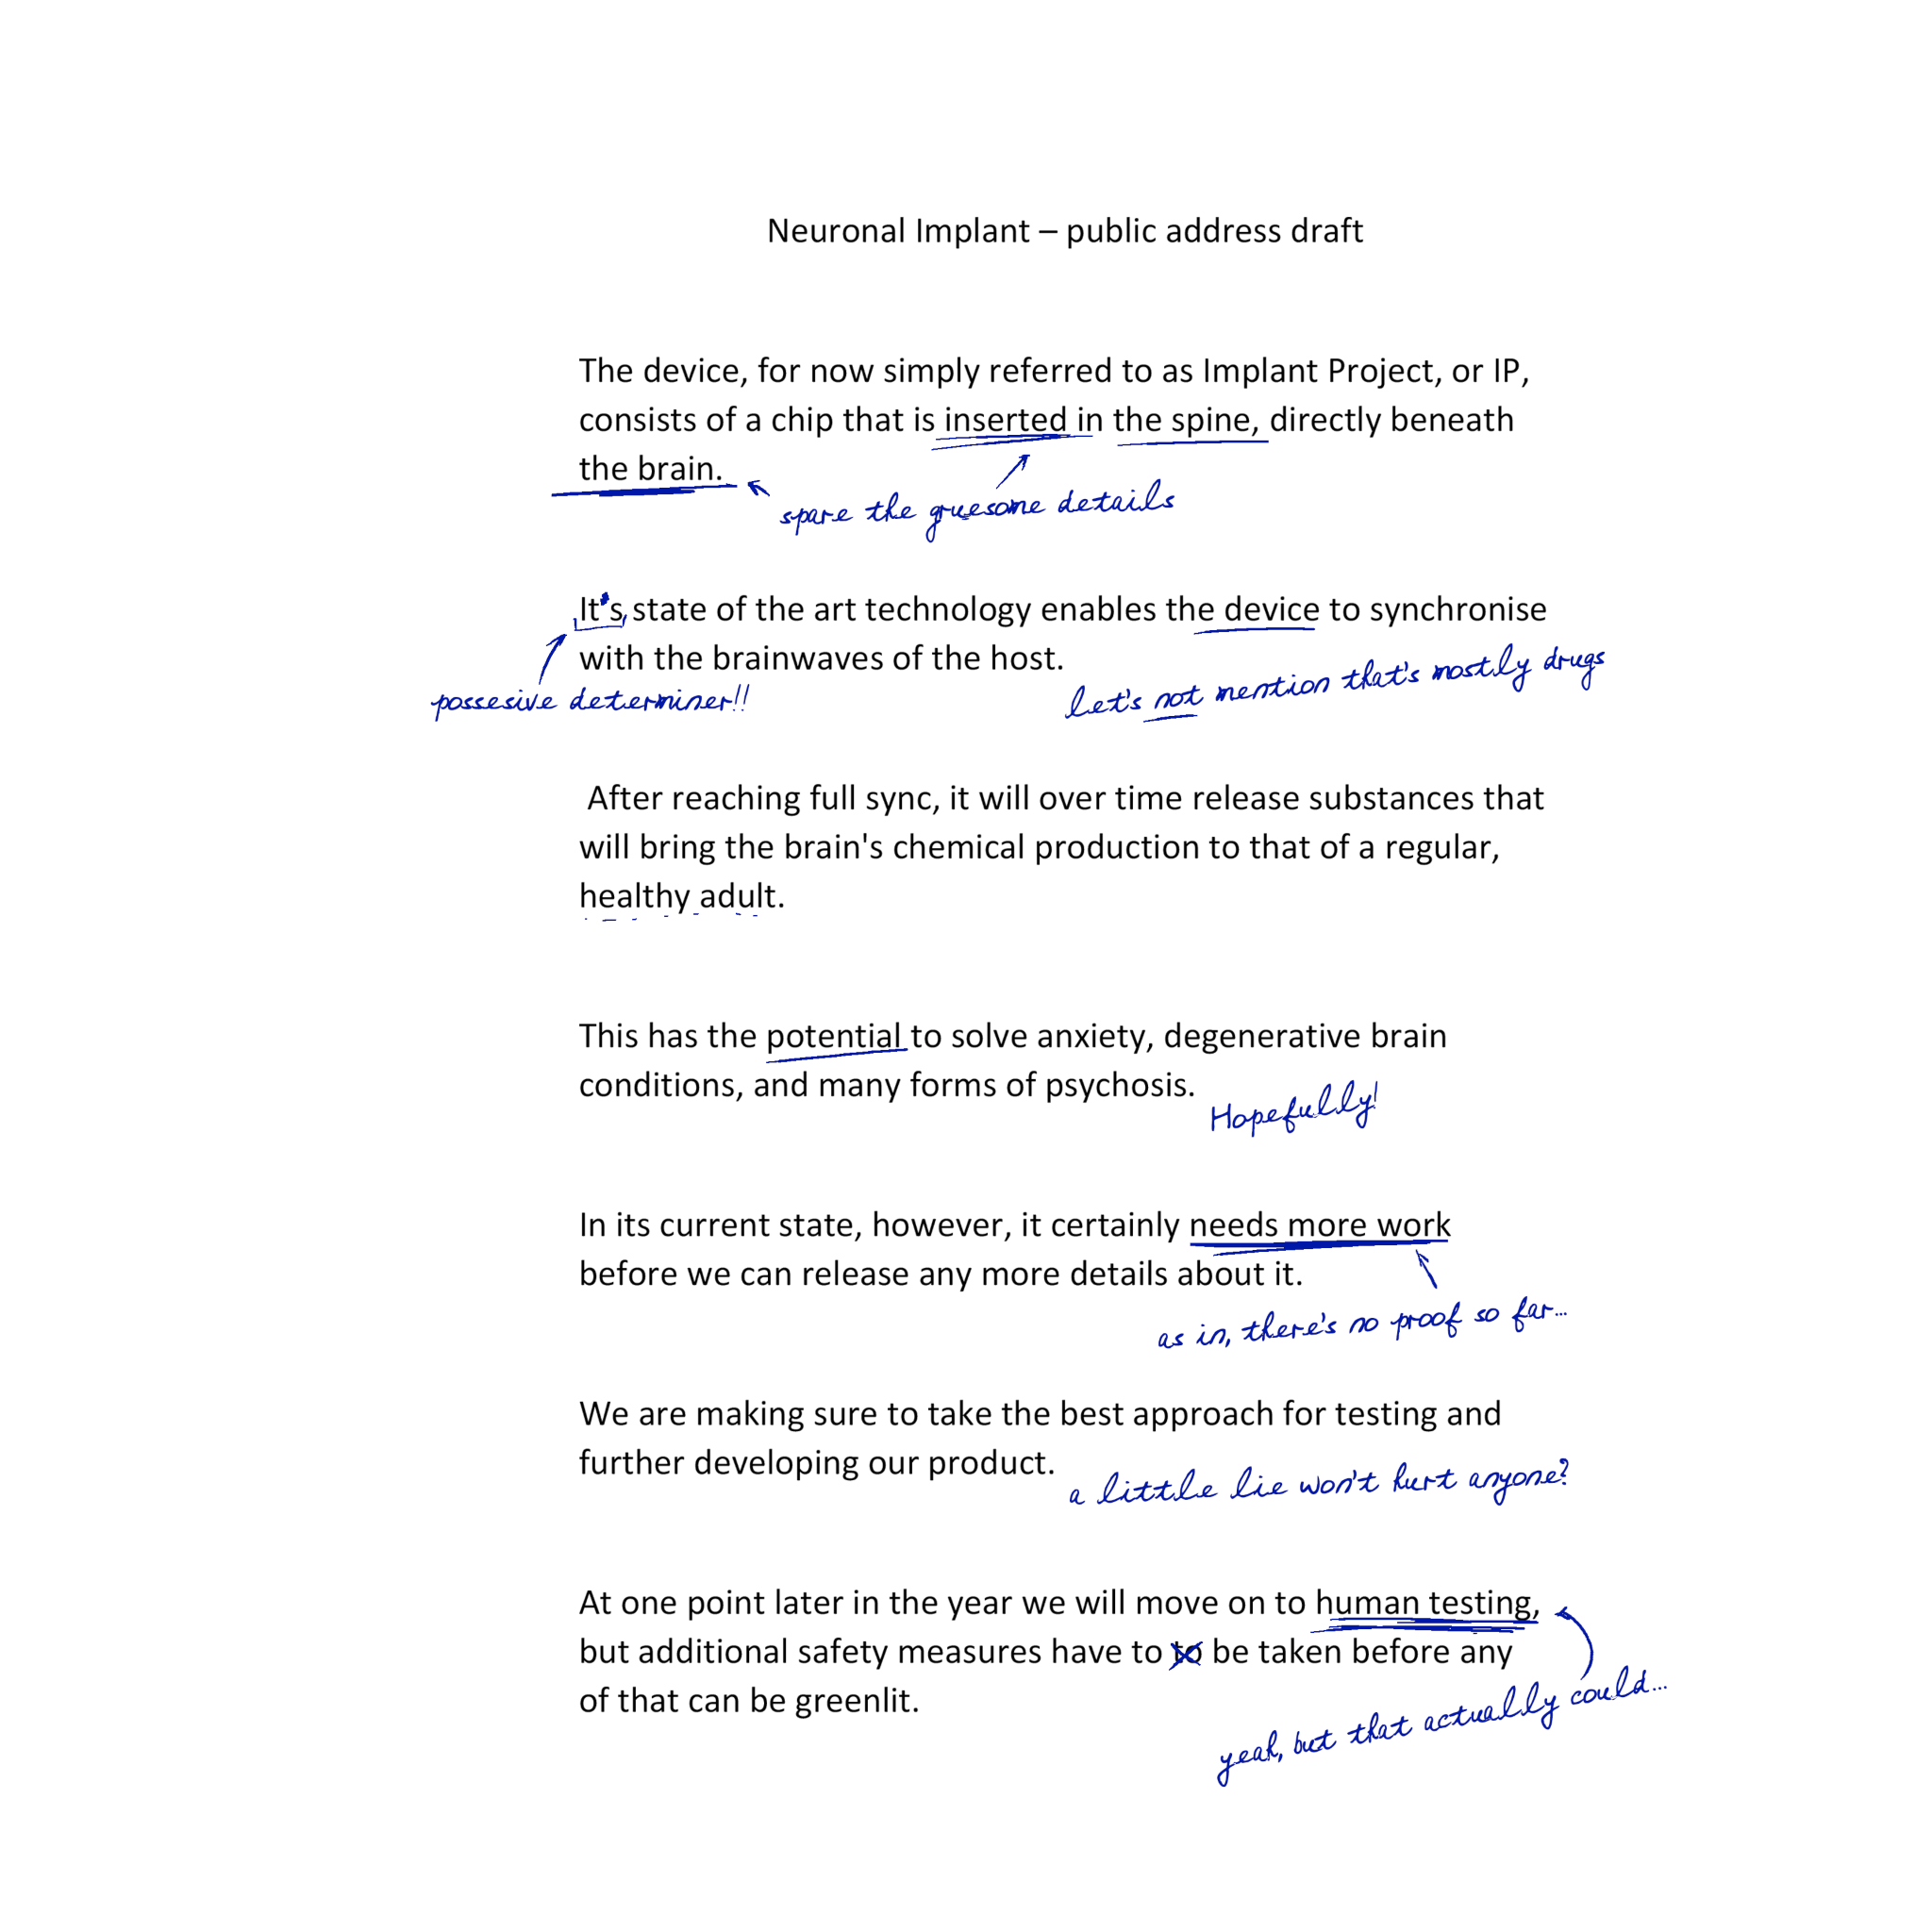 Neuronal Implant – public address draft
The device, for now simply referred to as Implant Project, or IP,
consists of a chip that is inserted in the spine, directly beneath
the brain.
spare the gruesome details
It's state of the art technology enables the device to synchronise
with the brainwaves of the host.
possesive determiner!!
let's not mention that's mostly drugs
After reaching full sync, it will over time release substances that
will bring the brain's chemical production to that of a regular,
healthy adult.
This has the potential to solve anxiety, degenerative brain
conditions, and many forms of psychosis.
Hopefully!
In its current state, however, it certainly needs more work
before we can release any more details about it.
as in, there's no proof so far...
We are making sure to take the best approach for testing and
further developing our product.
a little lie won't hurt anyone?
At one point later in the year we will move on to human testing,
but additional safety measures have to to be taken before any
of that can be greenlit.
yeah, but that actually could...